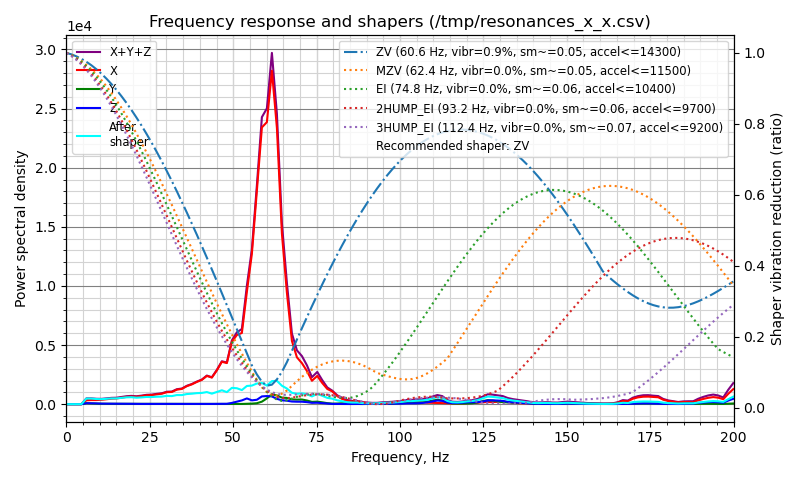 Frequency response and shapers (/tmp/resonances_x_x.csv)
1e4
X+Y+Z
X
Y
Z
After
shaper
ZV (60.6 Hz, vibr=0.9%, sm~=0.05, accel<=14300)
MZV (62.4 Hz, vibr=0.0%, sm~=0.05, accel<=11500)
EI (74.8 Hz, vibr=0.0%, sm~=0.06, accel<=10400)
2HUMP_EI (93.2 Hz, vibr=0.0%, sm~=0.06, accel<=9700)
3HUMP_EI (112.4 Hz, vibr=0.0%, sm~=0.07, accel<=9200)
Recommended shaper: ZV
Power spectral density
3.0
2.5
2.0
1.5
1.0
0.5
0.0
1.0
0.8
0.6
0.4
0.2
0.0
Shaper vibration reduction (ratio)
0 25 50 75 100 125 150 175 200
Frequency, Hz